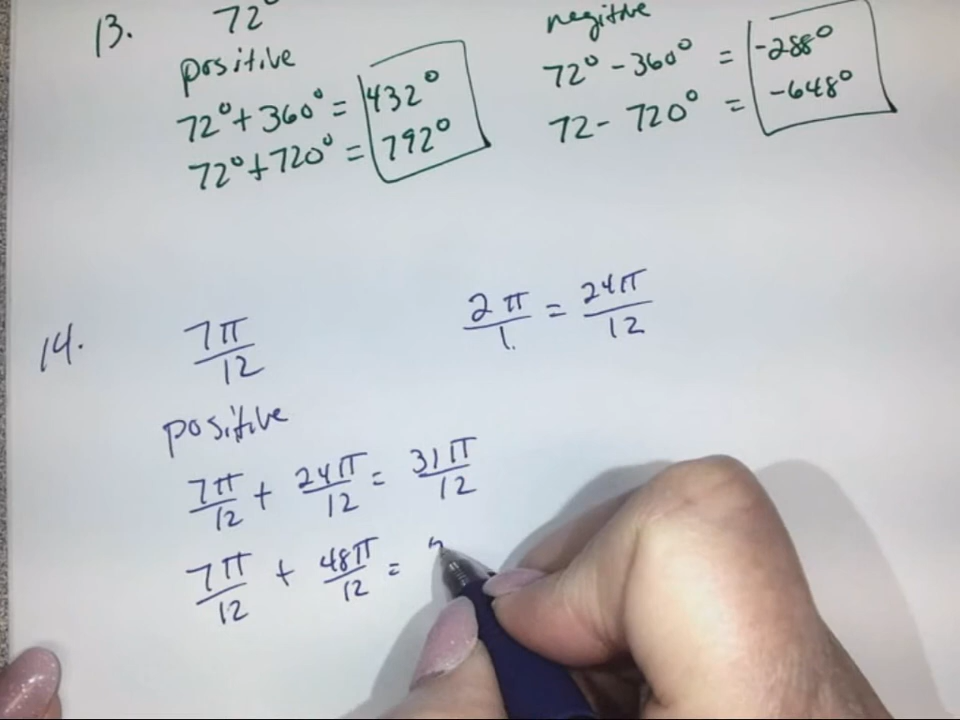 13. 72°
positive
72° + 360° = 432°
72° + 720° = 792°
negitive
72° - 360° = -288°
72 - 720° = -648°
14. 7π/12
2π/1. = 24π/12
positive
7π/12 + 24π/12 = 31π/12
7π/12 + 48π/12 =